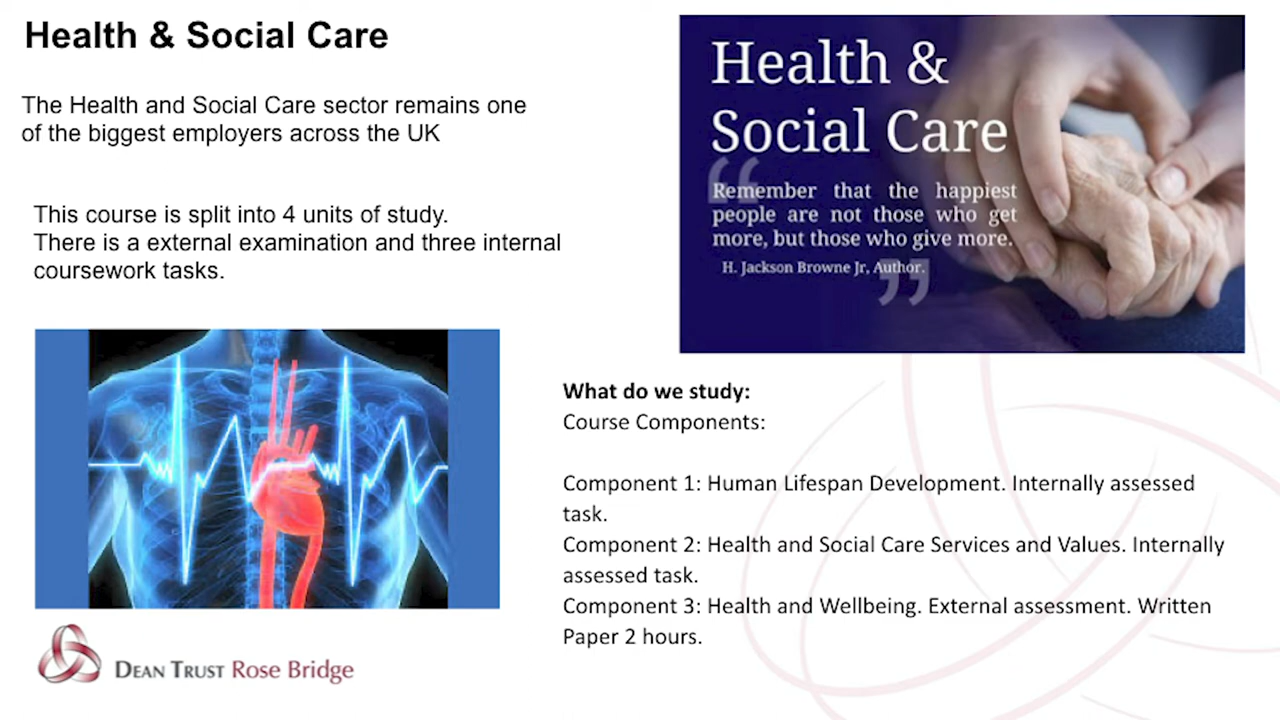 Health & Social Care
The Health and Social Care sector remains one
of the biggest employers across the UK
This course is split into 4 units of study.
There is a external examination and three internal
coursework tasks.
Health &
Social Care
“
Remember that the happiest
people are not those who get
more, but those who give more.
H. Jackson Browne Jr, Author.
”
What do we study:
Course Components:
Component 1: Human Lifespan Development. Internally assessed
task.
Component 2: Health and Social Care Services and Values. Internally
assessed task.
Component 3: Health and Wellbeing. External assessment. Written
Paper 2 hours.
DEAN TRUST Rose Bridge